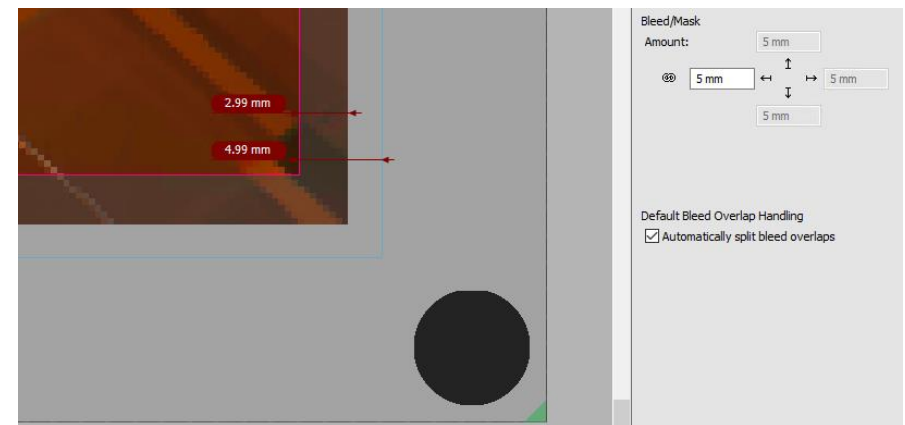 Bleed/Mask
Amount:
5 mm
5 mm
5 mm
5 mm
2.99 mm
4.99 mm
Default Bleed Overlap Handling
Automatically split bleed overlaps